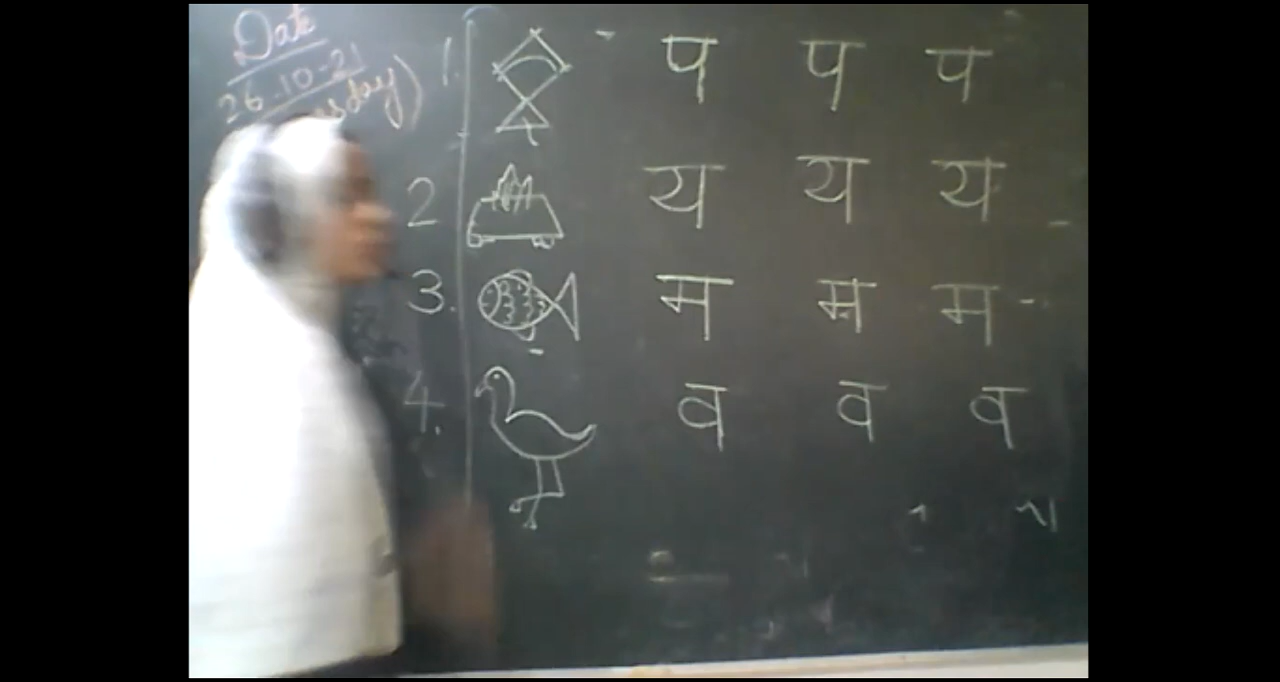 Date
26.10-21
1. प प प
2 य य य
3. म म म
4. व व व